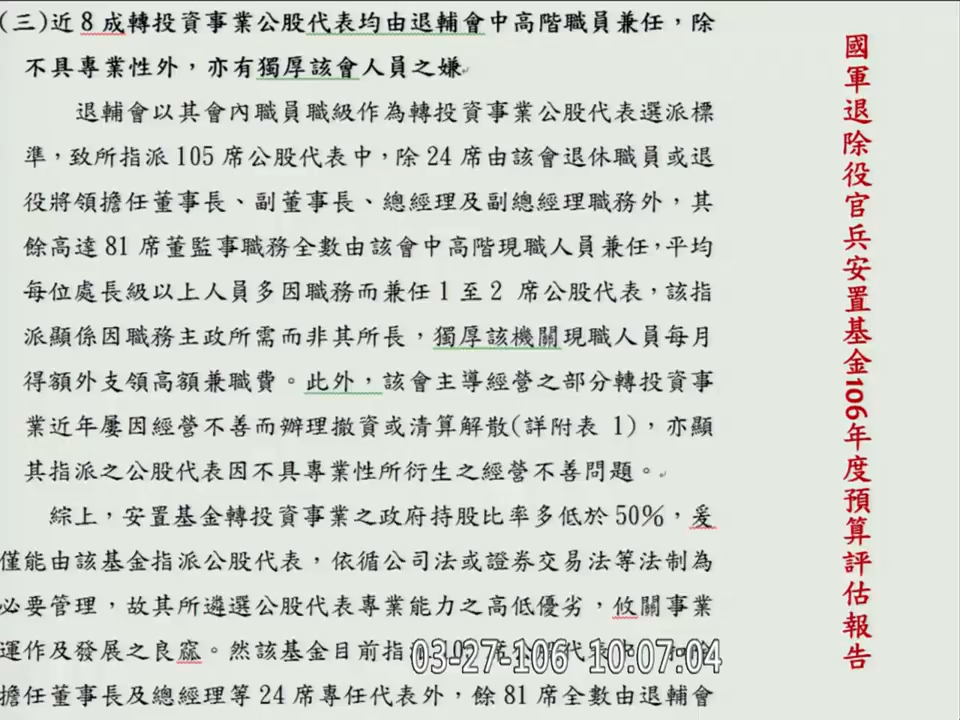 (三)近 8 成轉投資事業公股代表均由退輔會中高階職員兼任，除
不具專業性外，亦有獨厚該會人員之嫌
退輔會以其會內職員職級作為轉投資事業公股代表選派標
準，致所指派 105 席公股代表中，除 24 席由該會退休職員或退
役將領擔任董事長、副董事長、總經理及副總經理職務外，其
餘高達 81 席董監事職務全數由該會中高階現職人員兼任，平均
每位處長級以上人員多因職務而兼任 1 至 2 席公股代表，該指
派顯係因職務主政所需而非其所長，獨厚該機關現職人員每月
得額外支領高額兼職費。此外，該會主導經營之部分轉投資事
業近年屢因經營不善而辦理撤資或清算解散(詳附表 1)，亦顯
其指派之公股代表因不具專業性所衍生之經營不善問題。
綜上，安置基金轉投資事業之政府持股比率多低於 50%，爰
僅能由該基金指派公股代表，依循公司法或證券交易法等法制為
必要管理，故其所遴選公股代表專業能力之高低優劣，攸關事業
運作及發展之良窳。然該基金目前指
03-27-106 10:07:04
擔任董事長及總經理等 24 席專任代表外，餘 81 席全數由退輔會
國軍退除役官兵安置基金106年度預算評估報告